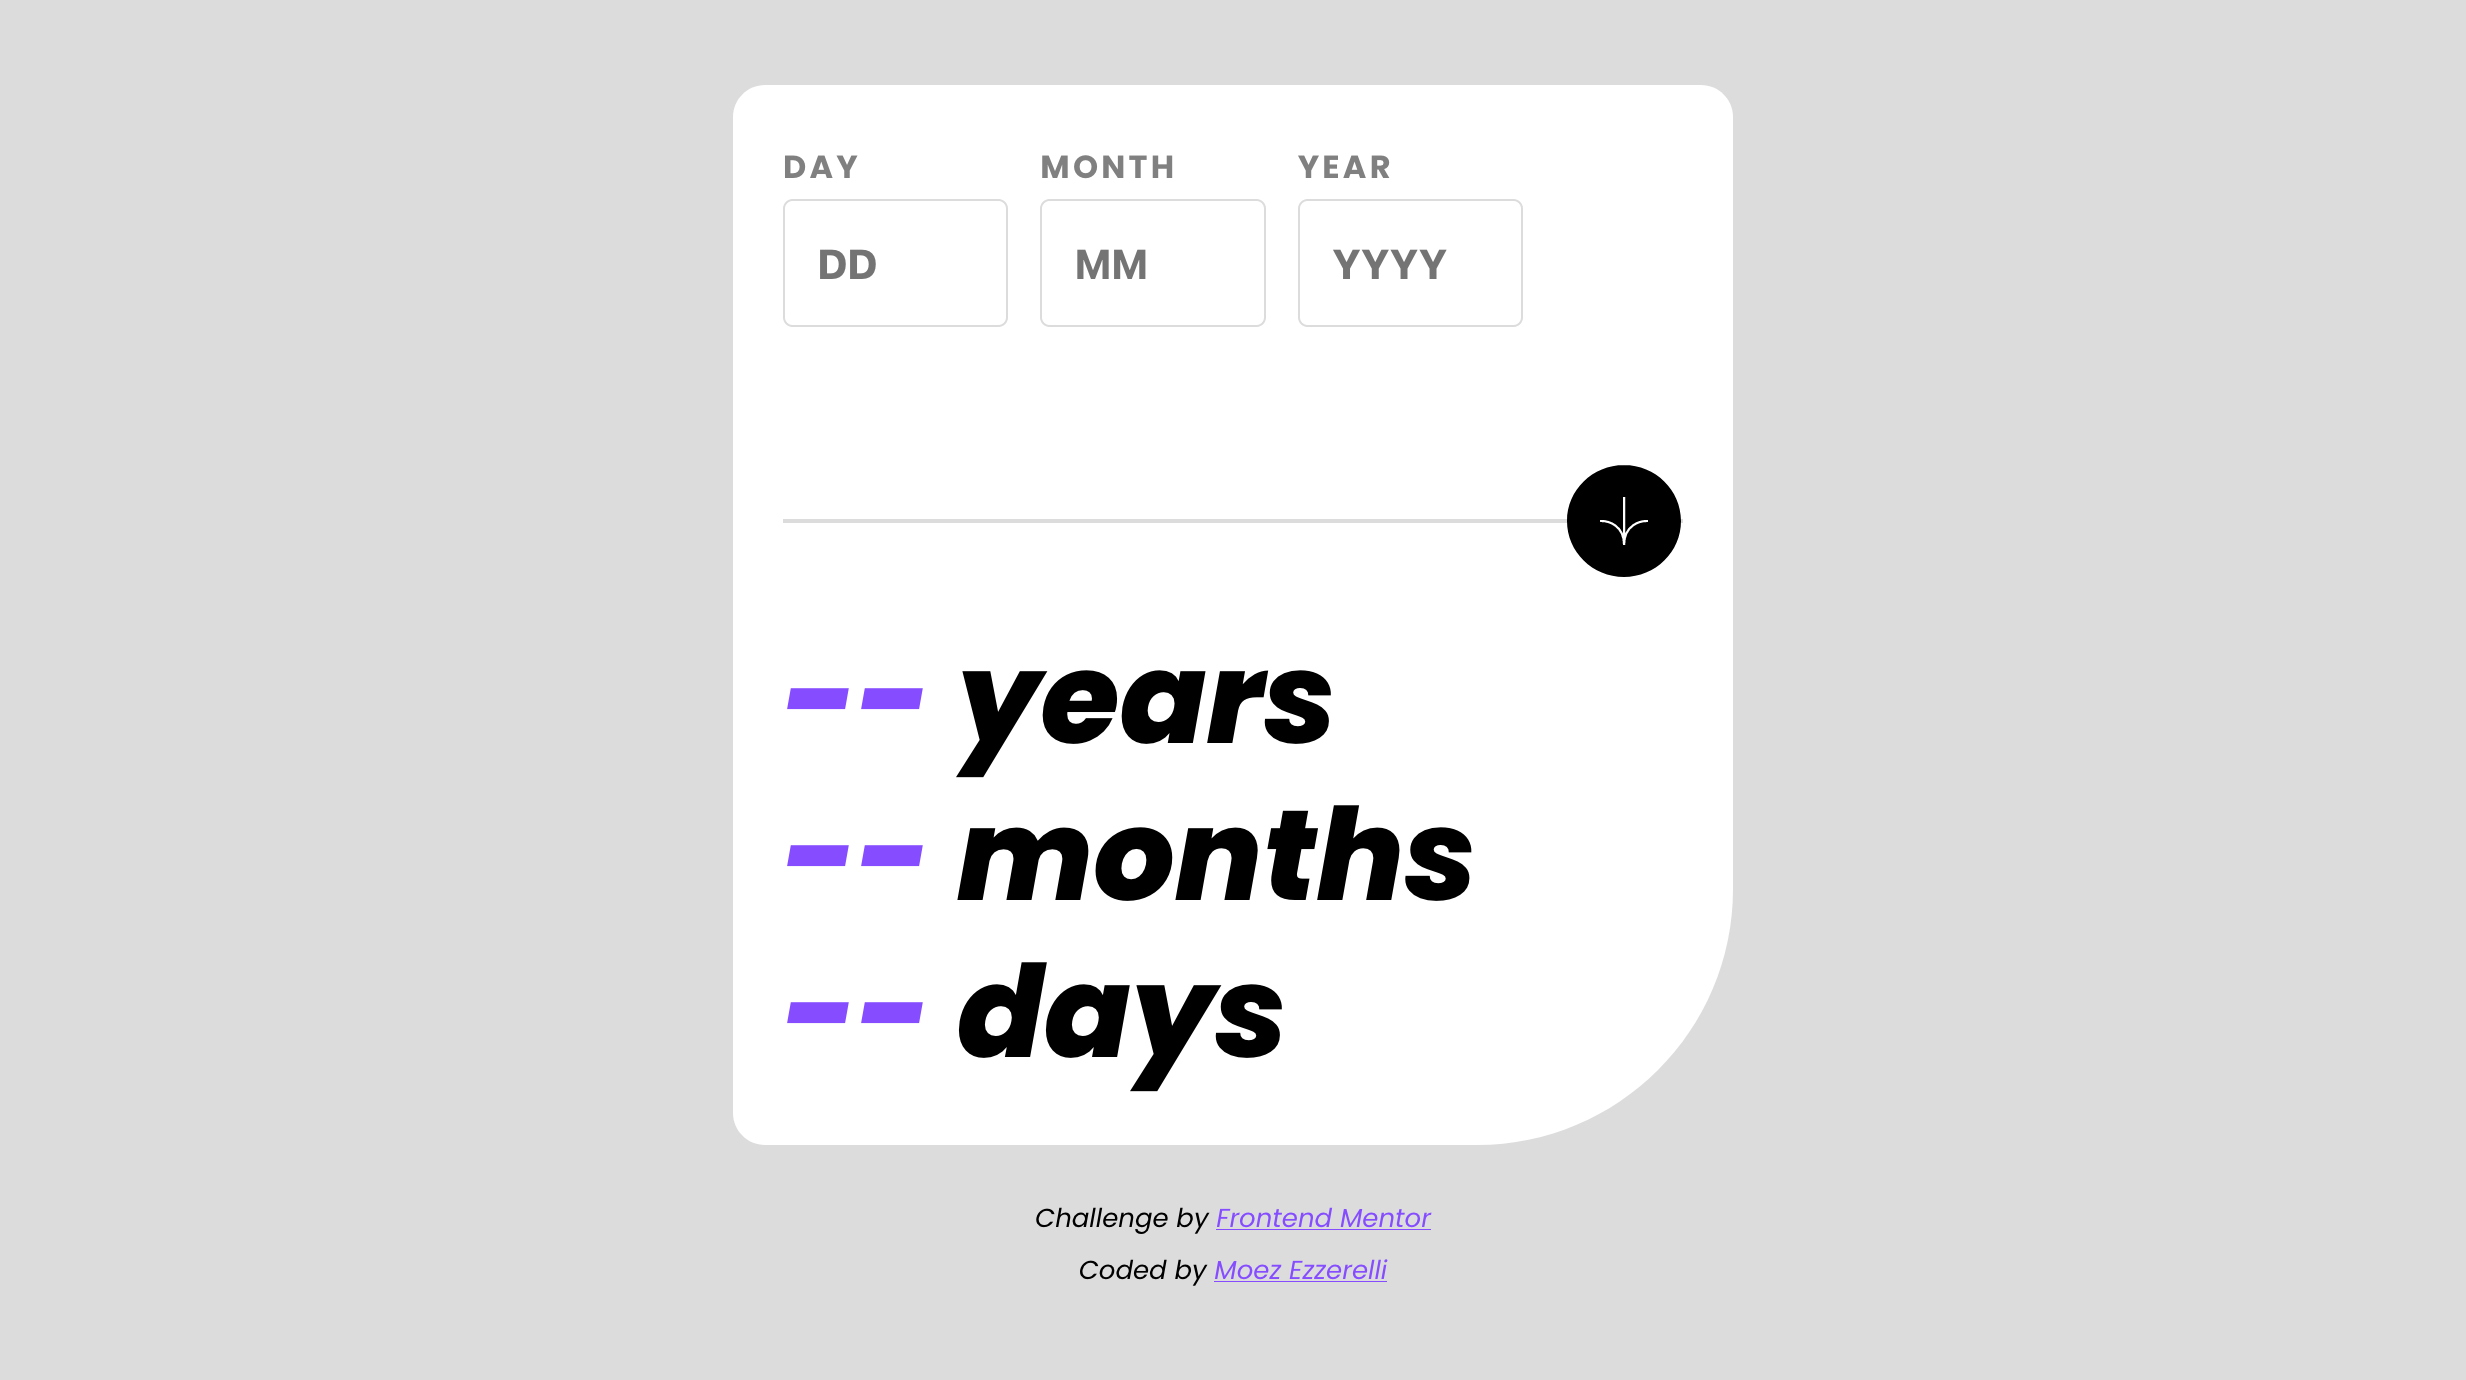 DAY MONTH YEAR
DD MM YYYY
-- years
-- months
-- days
Challenge by Frontend Mentor
Coded by Moez Ezzerelli